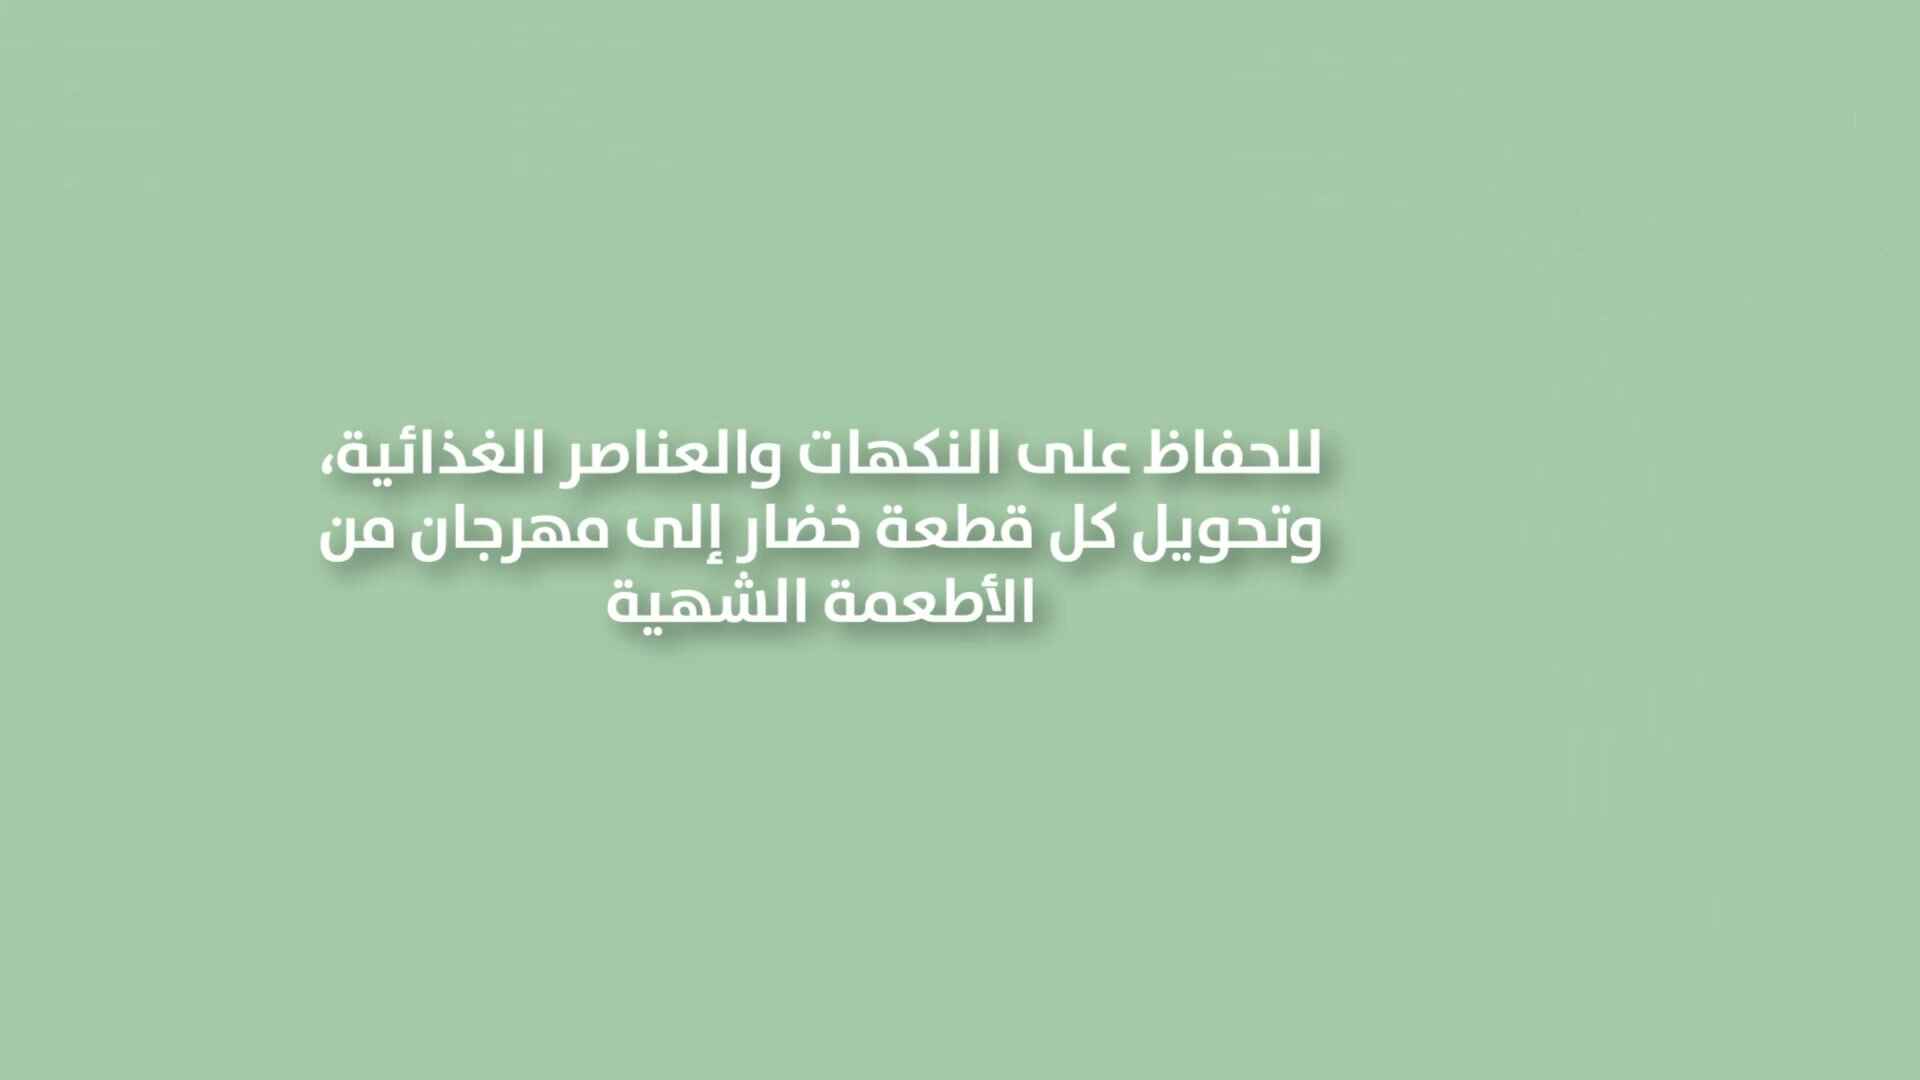 للحفاظ على النكهات والعناصر الغذائية،
وتحويل كل قطعة خضار إلى مهرجان من
الأطعمة الشهية